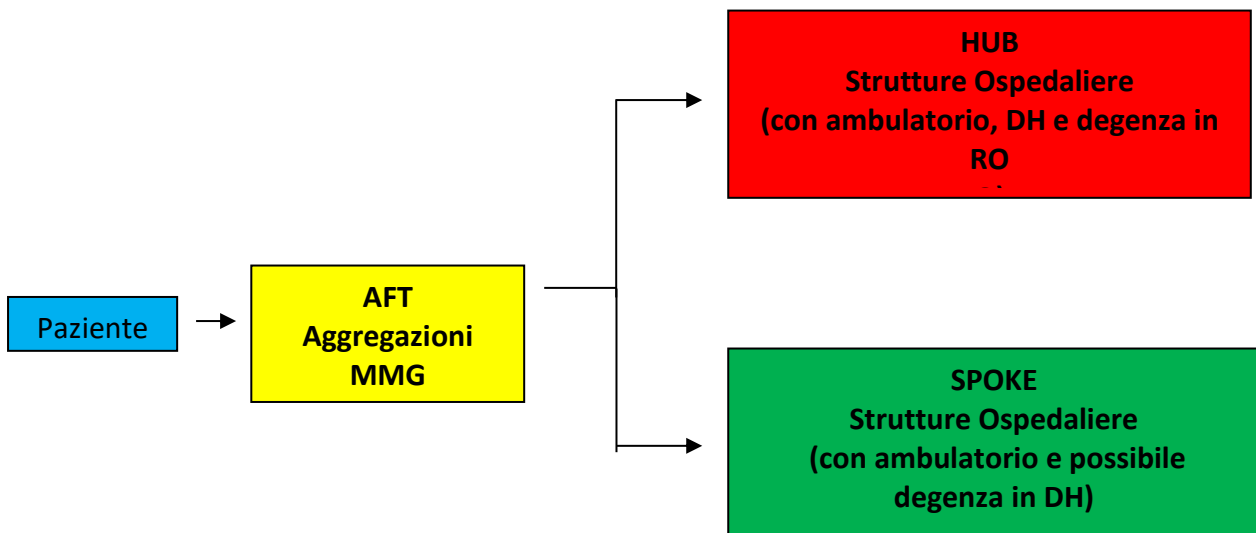 Paziente
AFT
Aggregazioni
MMG
HUB
Strutture Ospedaliere
(con ambulatorio, DH e degenza in
RO
SPOKE
Strutture Ospedaliere
(con ambulatorio e possibile
degenza in DH)